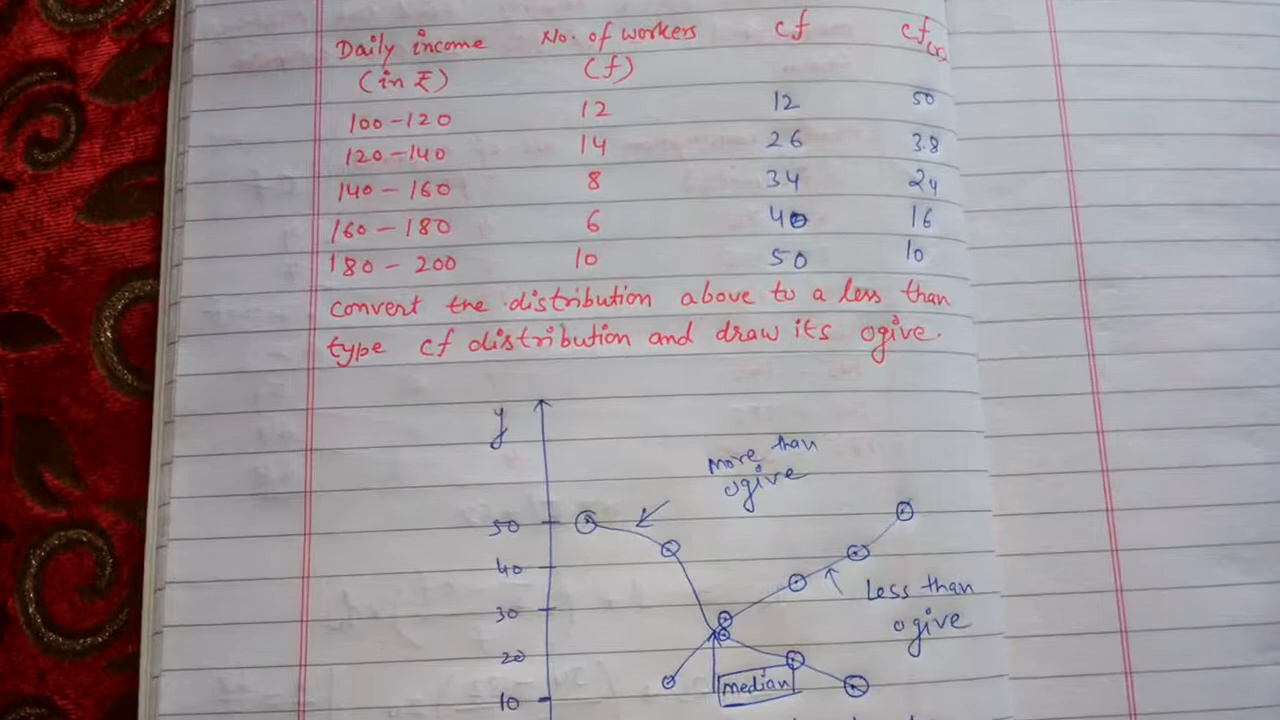 Daily income No. of workers cf cf
(in ₹) (f)
100-120 12 12 50
120-140 14 26 3.8
140-160 8 34 24
160-180 6 40 16
180-200 10 50 10
convert the distribution above to a less than
type cf distribution and draw its ogive.
y
more than
ogive
50
40
Less than
30
ogive
20
median
10